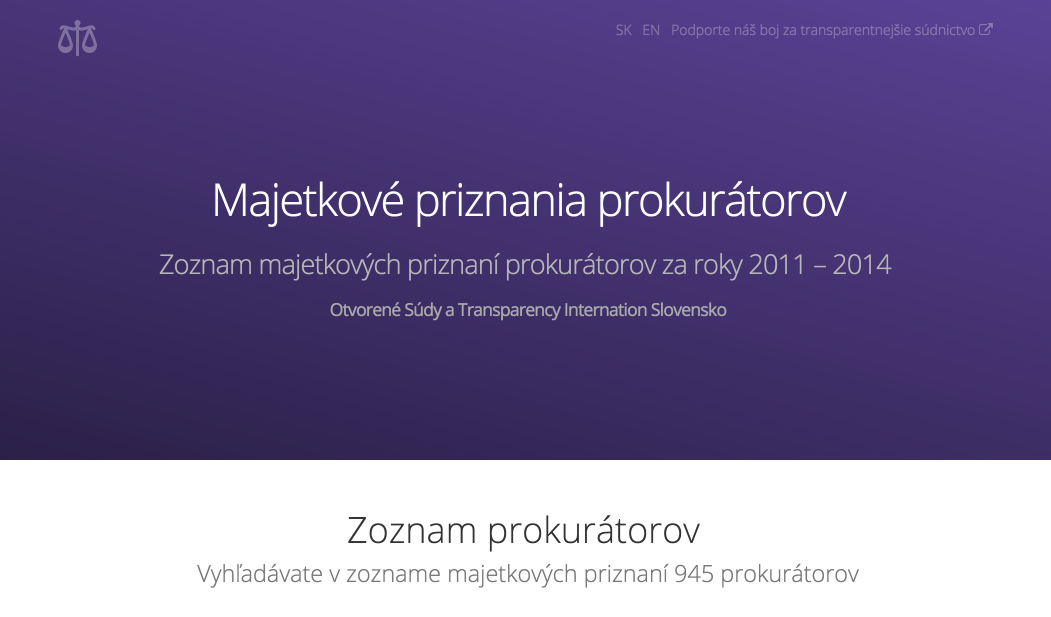 SK EN Podporte náš boj za transparentnejšie súdnictvo
Majetkové priznania prokurátorov
Zoznam majetkových priznaní prokurátorov za roky 2011 – 2014
Otvorené Súdy a Transparency Internation Slovensko
Zoznam prokurátorov
Vyhľadávate v zozname majetkových priznaní 945 prokurátorov